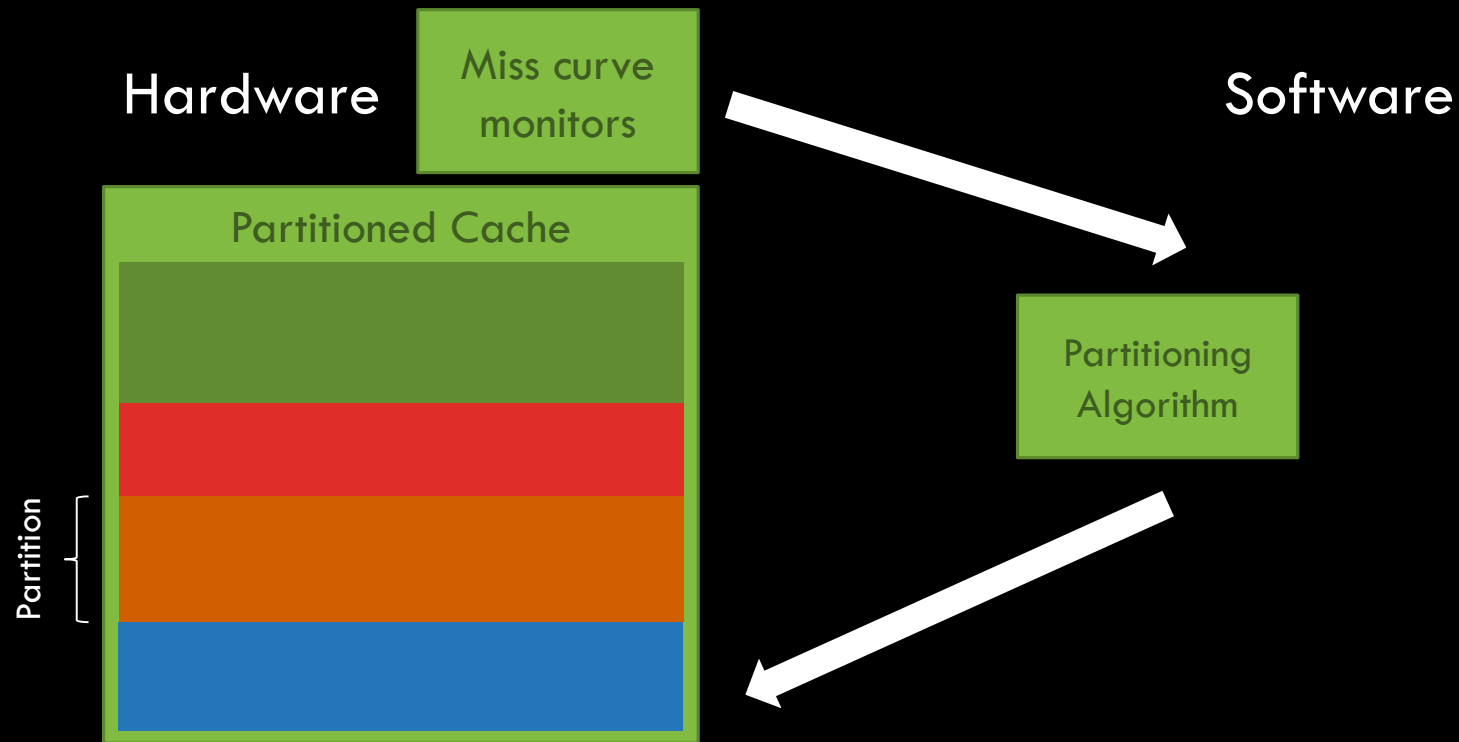 Hardware
Miss curve
monitors
Software
Partitioned Cache
Partitioning
Algorithm
Partition